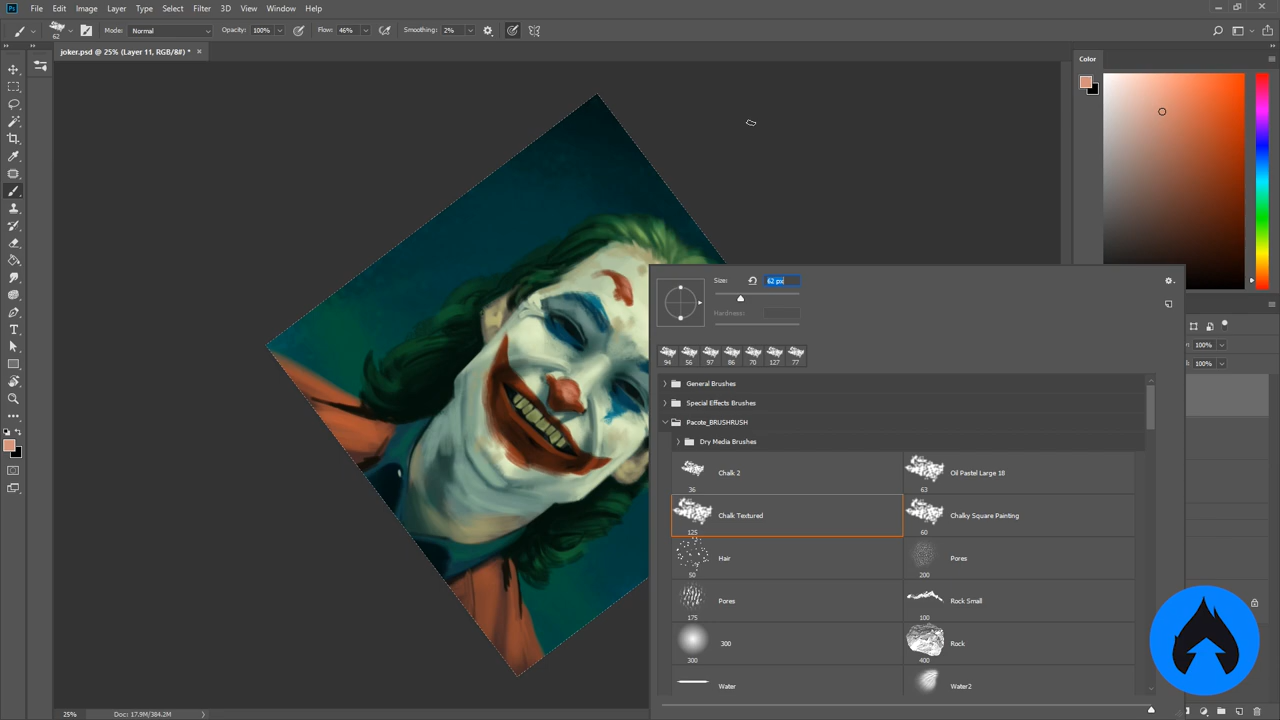 Ps File Edit Image Layer Type Select Filter 3D View Window Help
62 Mode: Normal Opacity: 100% Flow: 46% Smoothing: 2%
joker.psd @ 25% (Layer 11, RGB/8#) * ×
Color
Size: 62 px
Hardness:
100%
94 56 97 86 70 127 77
100%
General Brushes
Special Effects Brushes
Pacote_BRUSHRUSH
Dry Media Brushes
Chalk 2 Oil Pastel Large 18
36 63
Chalk Textured Chalky Square Painting
125 60
Hair Pores
50 200
Pores Rock Small
175 100
300 Rock
300 400
Water Water2
25% Doc: 17.9M/384.2M